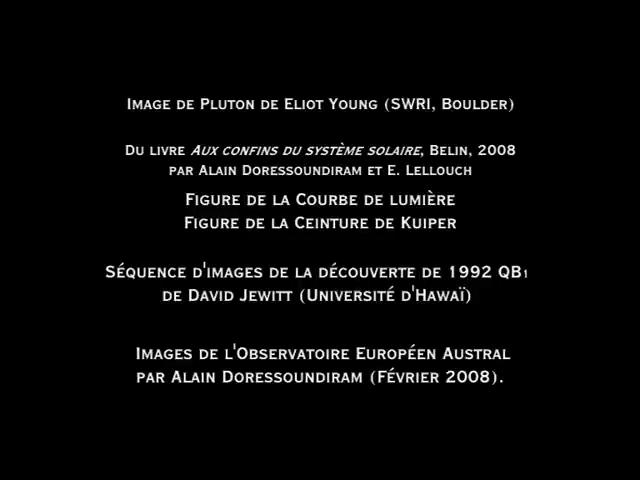 Image de Pluton de Eliot Young (SWRI, Boulder)
Du livre Aux confins du système solaire, Belin, 2008
par Alain Doressoundiram et E. Lellouch
Figure de la Courbe de lumière
Figure de la Ceinture de Kuiper
Séquence d'images de la découverte de 1992 QB₁
de David Jewitt (Université d'Hawaï)
Images de l'Observatoire Européen Austral
par Alain Doressoundiram (Février 2008).